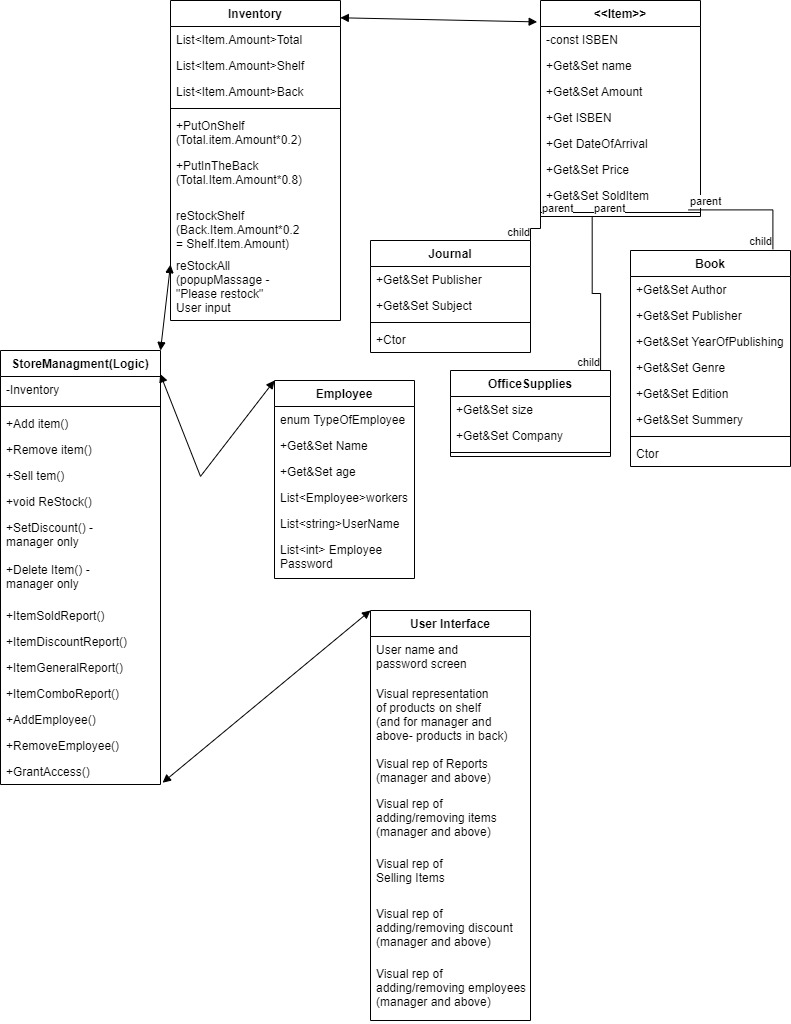 Inventory
List<Item.Amount>Total
List<Item.Amount>Shelf
List<Item.Amount>Back
+PutOnShelf
(Total.item.Amount*0.2)
+PutInTheBack
(Total.Item.Amount*0.8)
reStockShelf
(Back.Item.Amount*0.2
= Shelf.Item.Amount)
reStockAll
(popupMassage -
"Please restock"
User input
<<Item>>
-const ISBEN
+Get&Set name
+Get&Set Amount
+Get ISBEN
+Get DateOfArrival
+Get&Set Price
+Get&Set SoldItem
parent
parent
parent
child
child
child
Journal
+Get&Set Publisher
+Get&Set Subject
+Ctor
Book
+Get&Set Author
+Get&Set Publisher
+Get&Set YearOfPublishing
+Get&Set Genre
+Get&Set Edition
+Get&Set Summery
Ctor
OfficeSupplies
+Get&Set size
+Get&Set Company
StoreManagment(Logic)
-Inventory
+Add item()
+Remove item()
+Sell tem()
+void ReStock()
+SetDiscount() -
manager only
+Delete Item() -
manager only
+ItemSoldReport()
+ItemDiscountReport()
+ItemGeneralReport()
+ItemComboReport()
+AddEmployee()
+RemoveEmployee()
+GrantAccess()
Employee
enum TypeOfEmployee
+Get&Set Name
+Get&Set age
List<Employee>workers
List<string>UserName
List<int> Employee
Password
User Interface
User name and
password screen
Visual representation
of products on shelf
(and for manager and
above- products in back)
Visual rep of Reports
(manager and above)
Visual rep of
adding/removing items
(manager and above)
Visual rep of
Selling Items
Visual rep of
adding/removing discount
(manager and above)
Visual rep of
adding/removing employees
(manager and above)